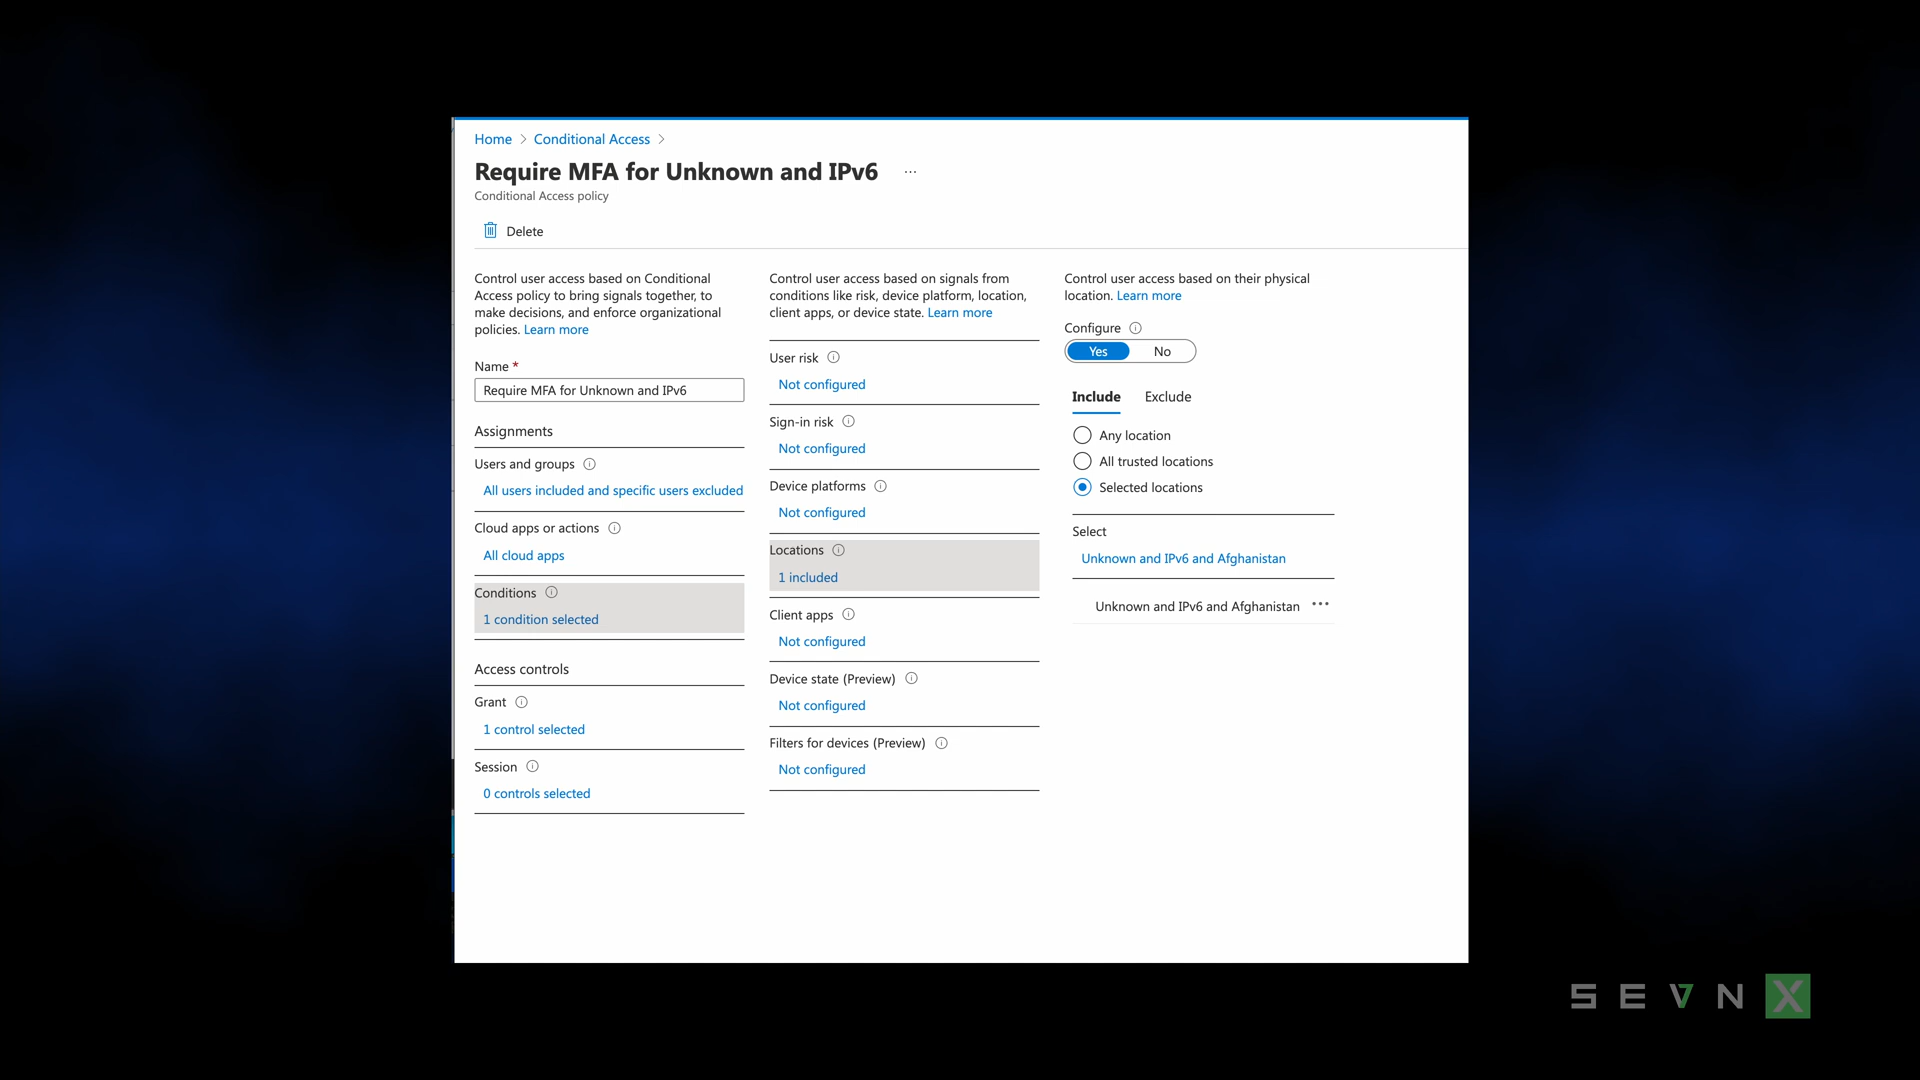 Home > Conditional Access >
Require MFA for Unknown and IPv6 ...
Conditional Access policy
Delete
Control user access based on Conditional
Access policy to bring signals together, to
make decisions, and enforce organizational
policies. Learn more
Name *
Require MFA for Unknown and IPv6
Assignments
Users and groups
All users included and specific users excluded
Cloud apps or actions
All cloud apps
Conditions
1 condition selected
Access controls
Grant
1 control selected
Session
0 controls selected
Control user access based on signals from
conditions like risk, device platform, location,
client apps, or device state. Learn more
User risk
Not configured
Sign-in risk
Not configured
Device platforms
Not configured
Locations
1 included
Client apps
Not configured
Device state (Preview)
Not configured
Filters for devices (Preview)
Not configured
Control user access based on their physical
location. Learn more
Configure
Yes No
Include Exclude
Any location
All trusted locations
Selected locations
Select
Unknown and IPv6 and Afghanistan
Unknown and IPv6 and Afghanistan ...
SEV7NX